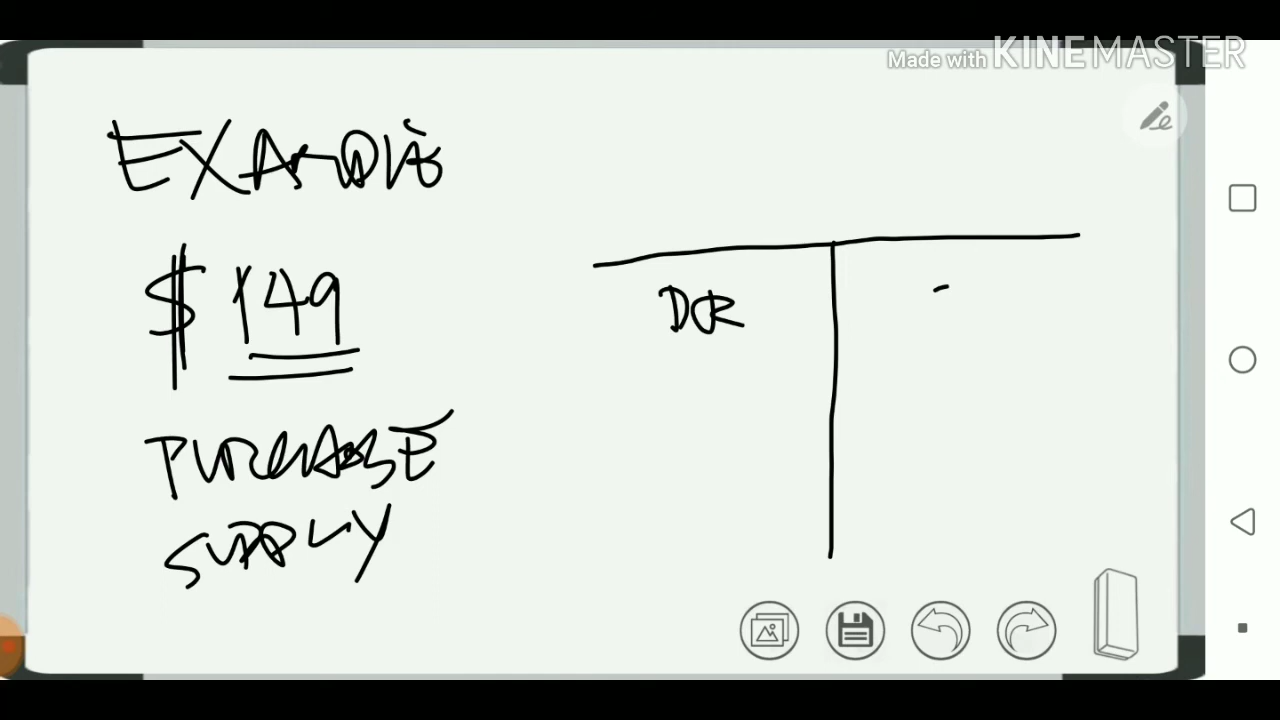 Made with KINEMASTER
EXAMPLE
$ 149
DR
PURCHASE
SUPPLY